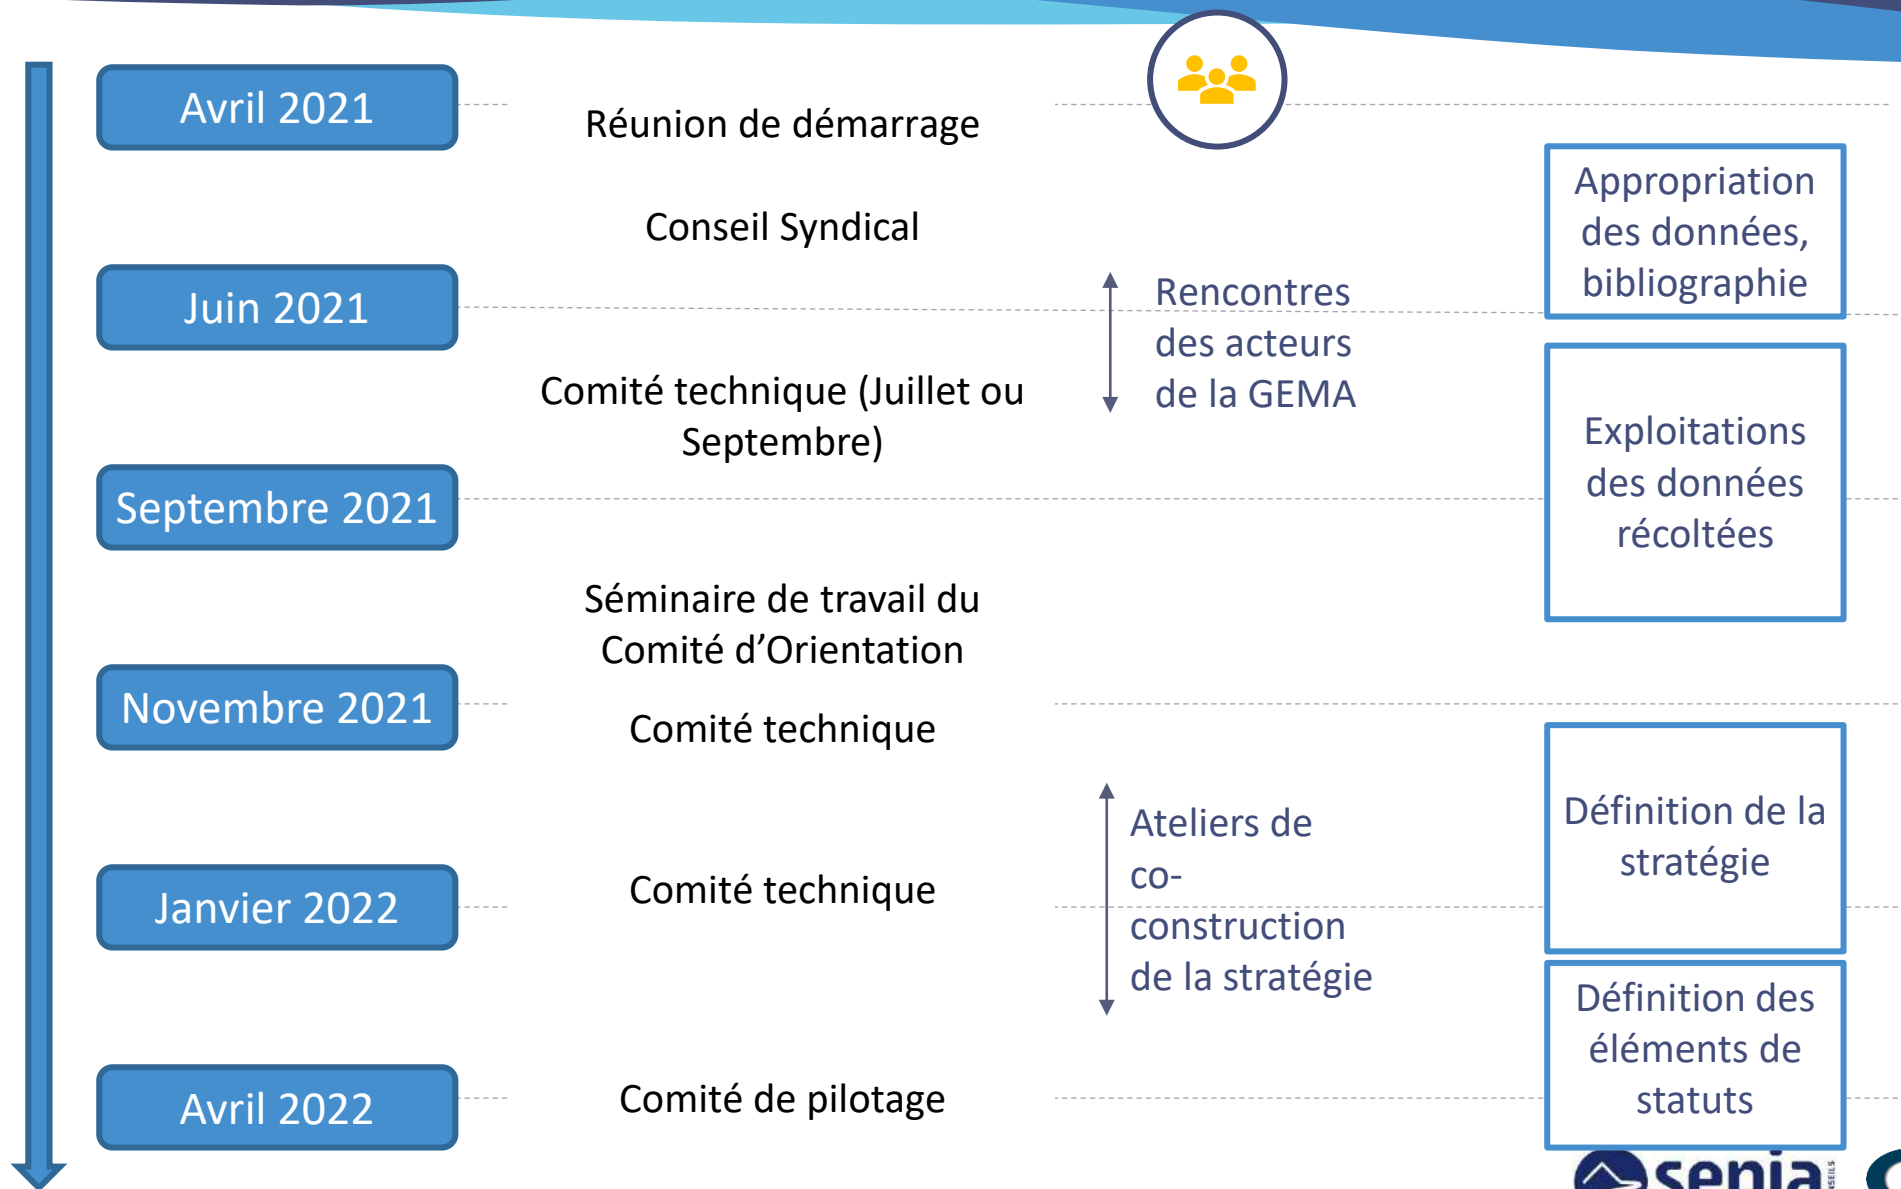 Avril 2021
Réunion de démarrage
Conseil Syndical
Appropriation
des données,
bibliographie
Juin 2021
Rencontres
des acteurs
de la GEMA
Comité technique (Juillet ou
Septembre)
Exploitations
des données
récoltées
Septembre 2021
Séminaire de travail du
Comité d’Orientation
Novembre 2021
Comité technique
Définition de la
stratégie
Ateliers de
co-
construction
de la stratégie
Janvier 2022
Comité technique
Définition des
éléments de
statuts
Avril 2022
Comité de pilotage
senia